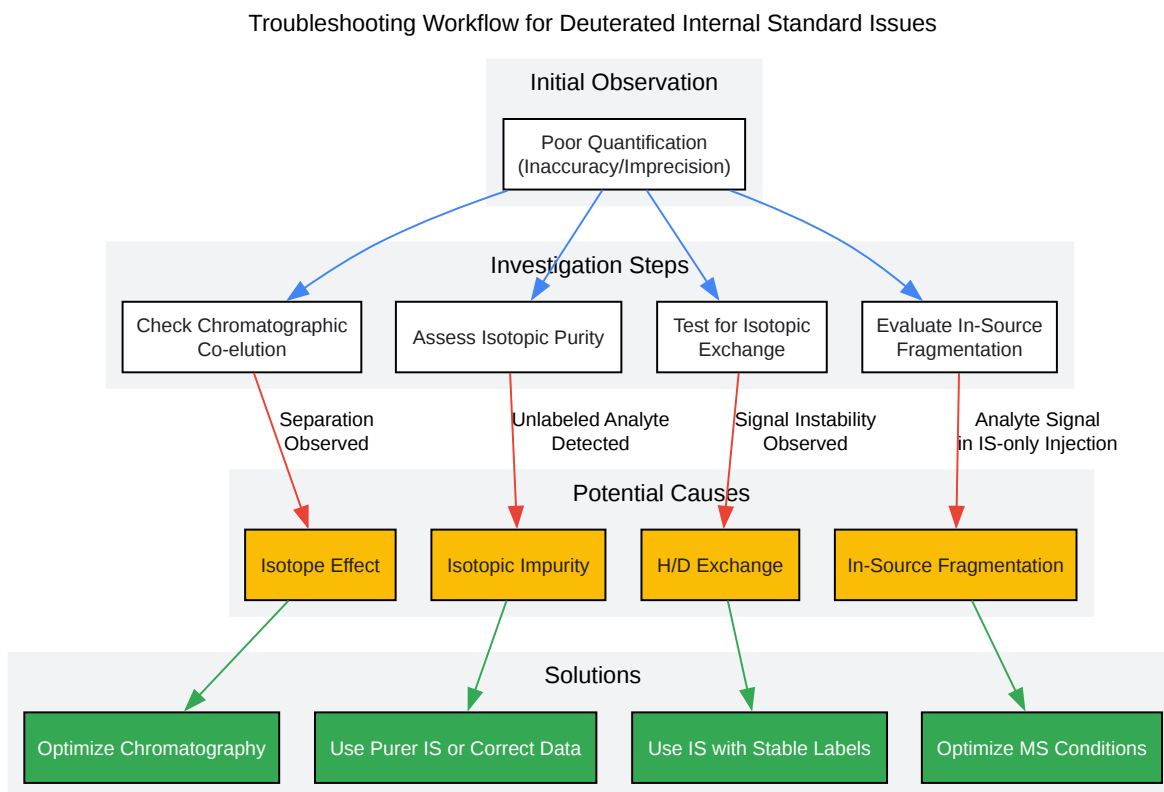 Troubleshooting Workflow for Deuterated Internal Standard Issues
Initial Observation
Poor Quantification
(Inaccuracy/Imprecision)
Investigation Steps
Check Chromatographic
Co-elution
Assess Isotopic Purity
Test for Isotopic
Exchange
Evaluate In-Source
Fragmentation
Separation
Observed
Unlabeled Analyte
Detected
Signal Instability
Observed
Analyte Signal
in IS-only Injection
Potential Causes
Isotope Effect
Isotopic Impurity
H/D Exchange
In-Source Fragmentation
Solutions
Optimize Chromatography
Use Purer IS or Correct Data
Use IS with Stable Labels
Optimize MS Conditions